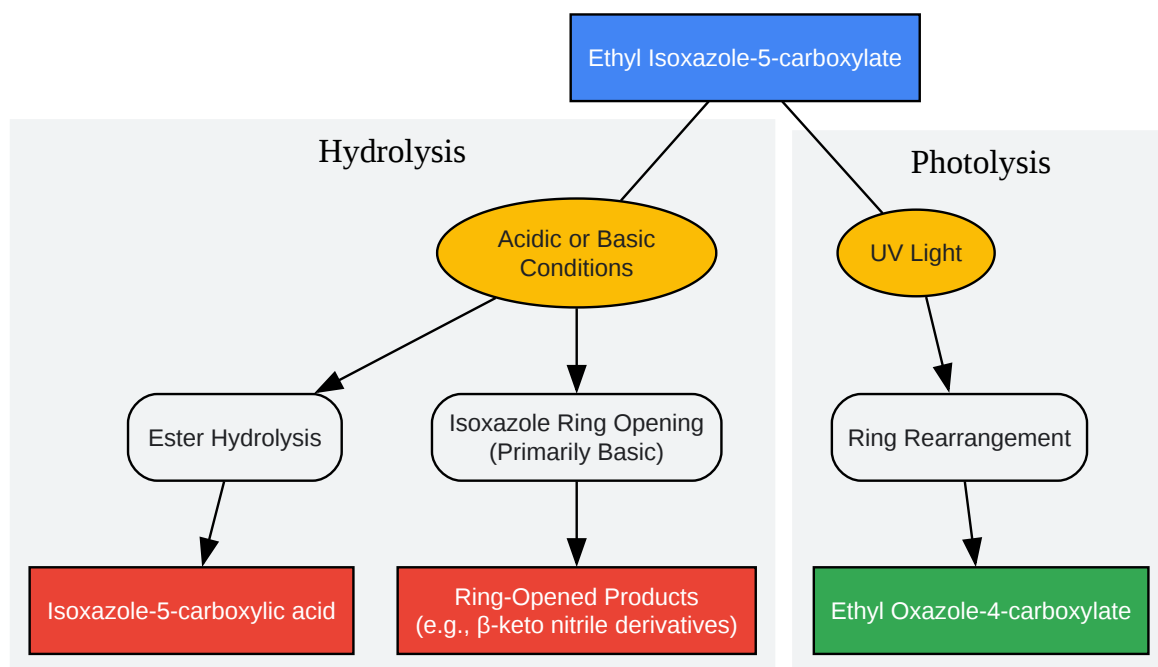 Ethyl Isoxazole-5-carboxylate
Hydrolysis
Photolysis
Acidic or Basic
Conditions
UV Light
Ester Hydrolysis
Isoxazole Ring Opening
(Primarily Basic)
Ring Rearrangement
Isoxazole-5-carboxylic acid
Ring-Opened Products
(e.g., β-keto nitrile derivatives)
Ethyl Oxazole-4-carboxylate